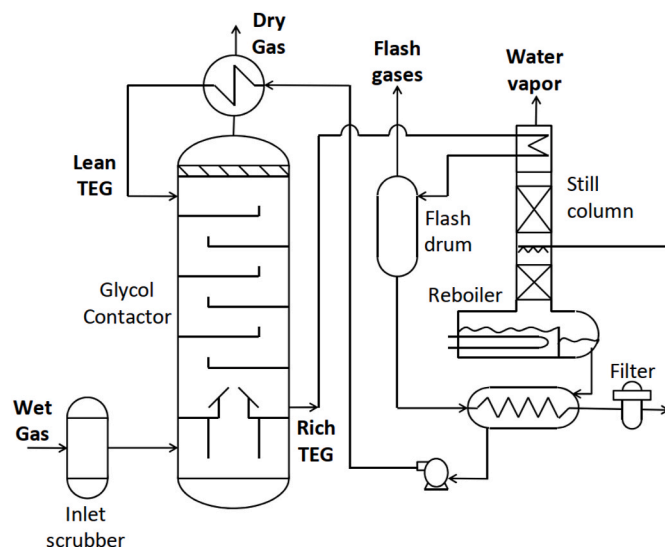 Dry
Gas
Flash
gases
Water
vapor
Lean
TEG
Still
column
Flash
drum
Glycol
Contactor
Reboiler
Filter
Wet
Gas
Rich
TEG
Inlet
scrubber